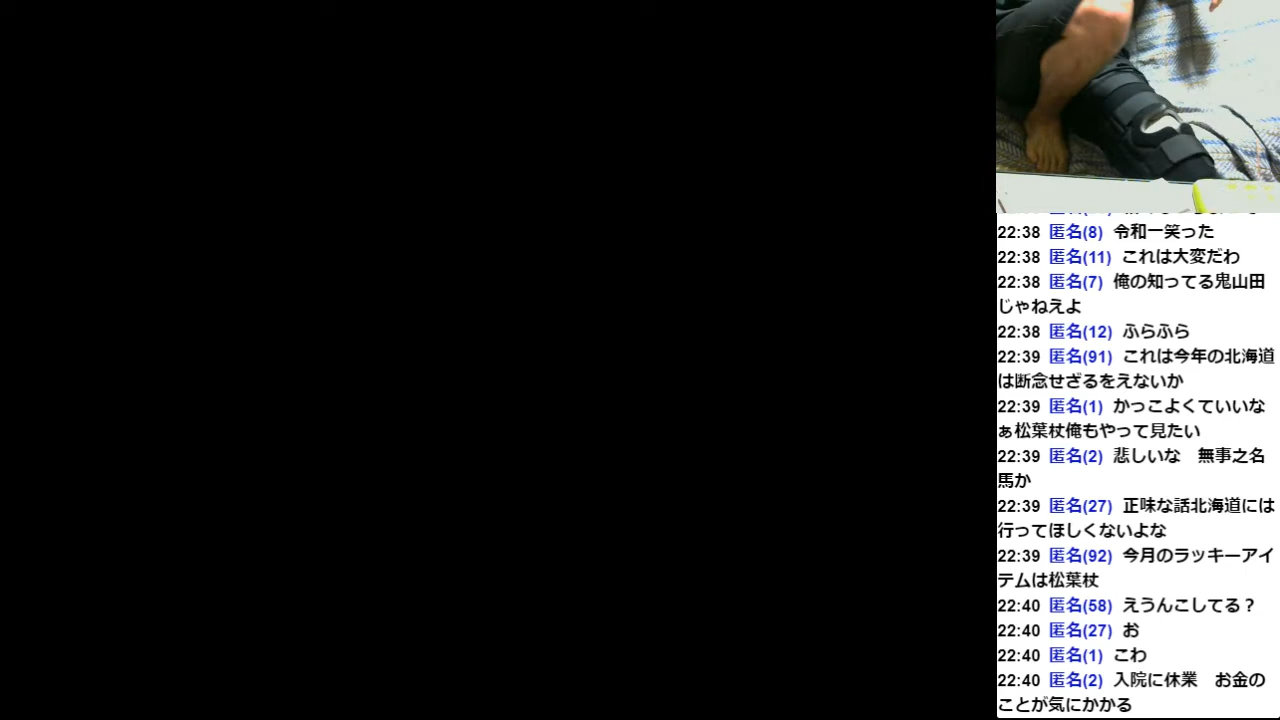 22:38 匿名(8) 令和一笑った
22:38 匿名(11) これは大変だわ
22:38 匿名(7) 俺の知ってる鬼山田
じゃねえよ
22:38 匿名(12) ふらふら
22:39 匿名(91) これは今年の北海道
は断念せざるをえないか
22:39 匿名(1) かっこよくていいな
ぁ松葉杖俺もやって見たい
22:39 匿名(2) 悲しいな　無事之名
馬か
22:39 匿名(27) 正味な話北海道には
行ってほしくないよな
22:39 匿名(92) 今月のラッキーアイ
テムは松葉杖
22:40 匿名(58) えうんこしてる？
22:40 匿名(27) お
22:40 匿名(1) こわ
22:40 匿名(2) 入院に休業　お金の
ことが気にかかる